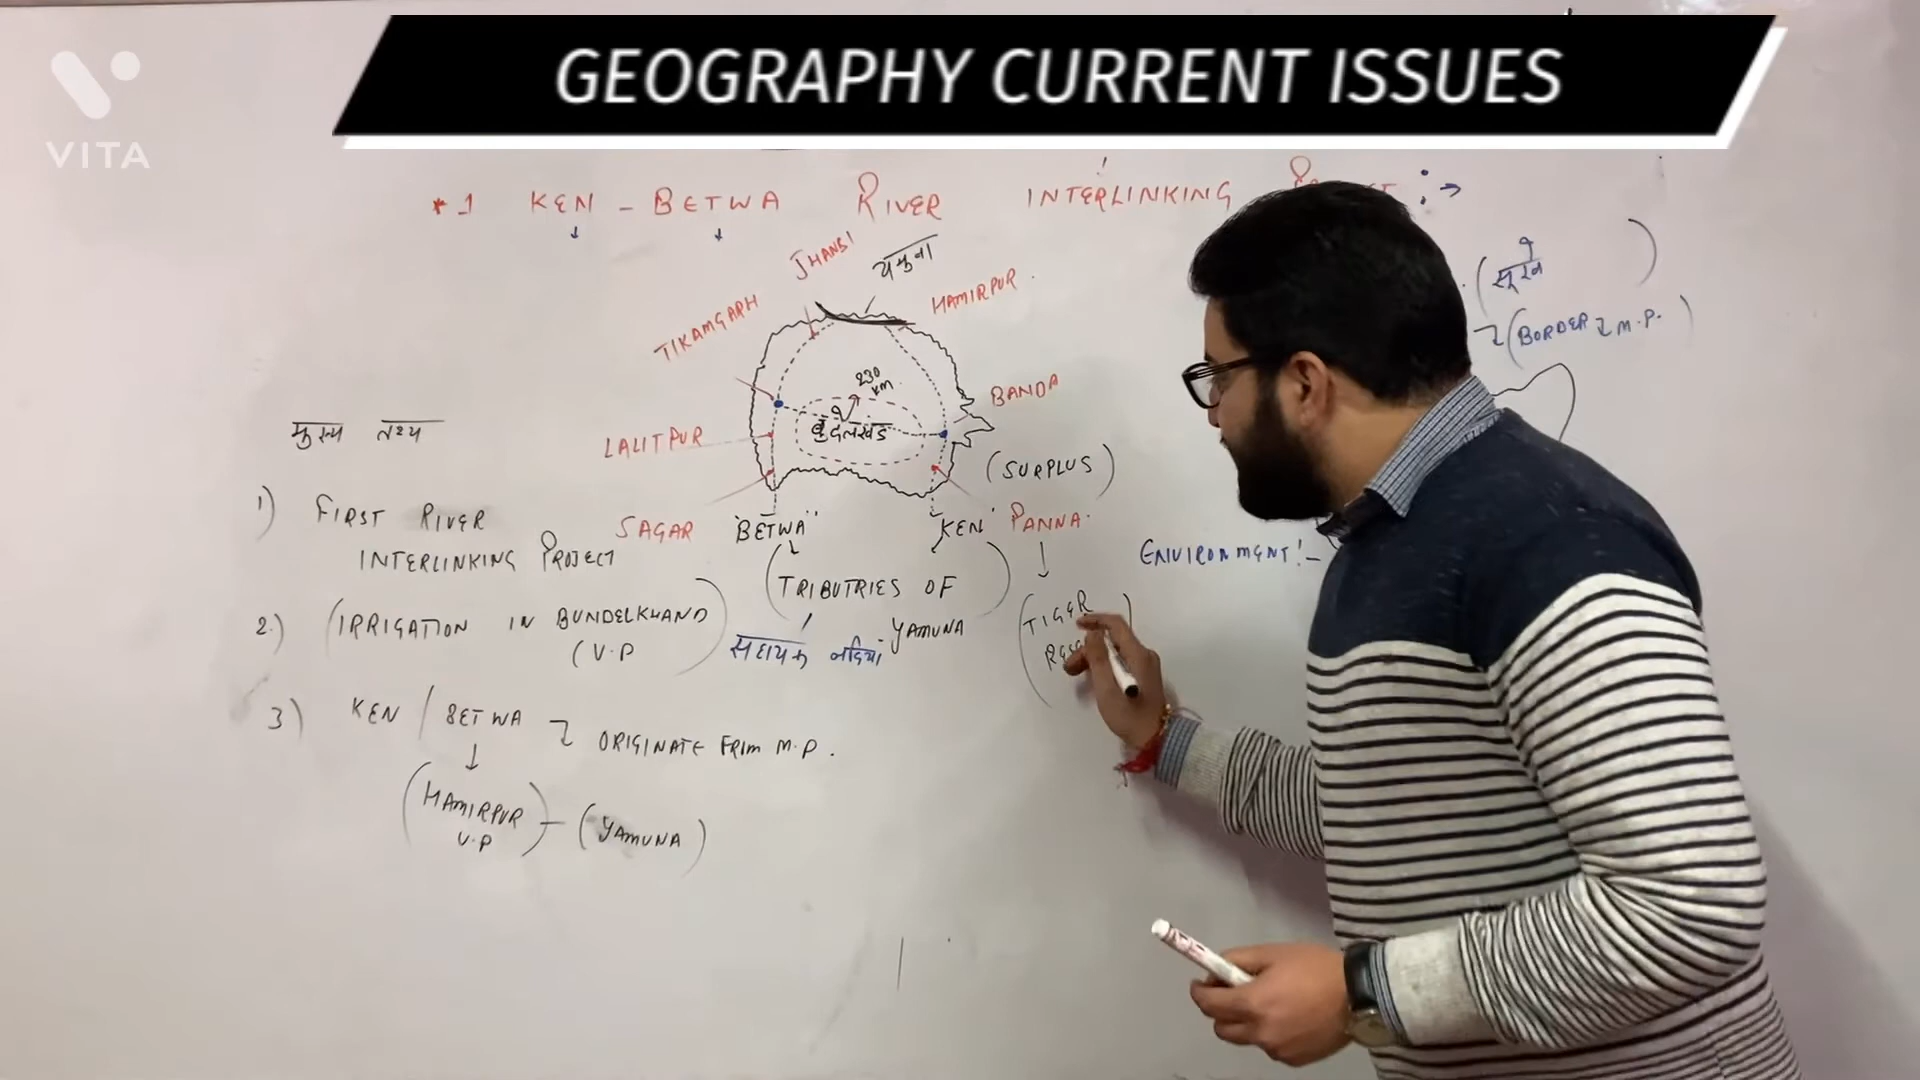 GEOGRAPHY CURRENT ISSUES
VITA
*1 KEN - BETWA RIVER INTERLINKING
JHANSI
यमुना
HAMIRPUR
TIKAMGARH
(सूखा)
(BORDER M.P.)
230
KM
BANDA
मुख्य तथ्य
LALITPUR
बुंदेलखंड
(SURPLUS)
1) FIRST RIVER
INTERLINKING PROJECT
SAGAR
"BETWA"
"KEN"
PANNA
ENVIRONMENT! -
(TRIBUTRIES OF
YAMUNA)
(TIGER
2.) (IRRIGATION IN BUNDELKHAND)
(U.P
सहायक नदियां
3) KEN / BETWA
ORIGINATE FRIM M.P.
(HAMIRPUR
U.P) - (YAMUNA)